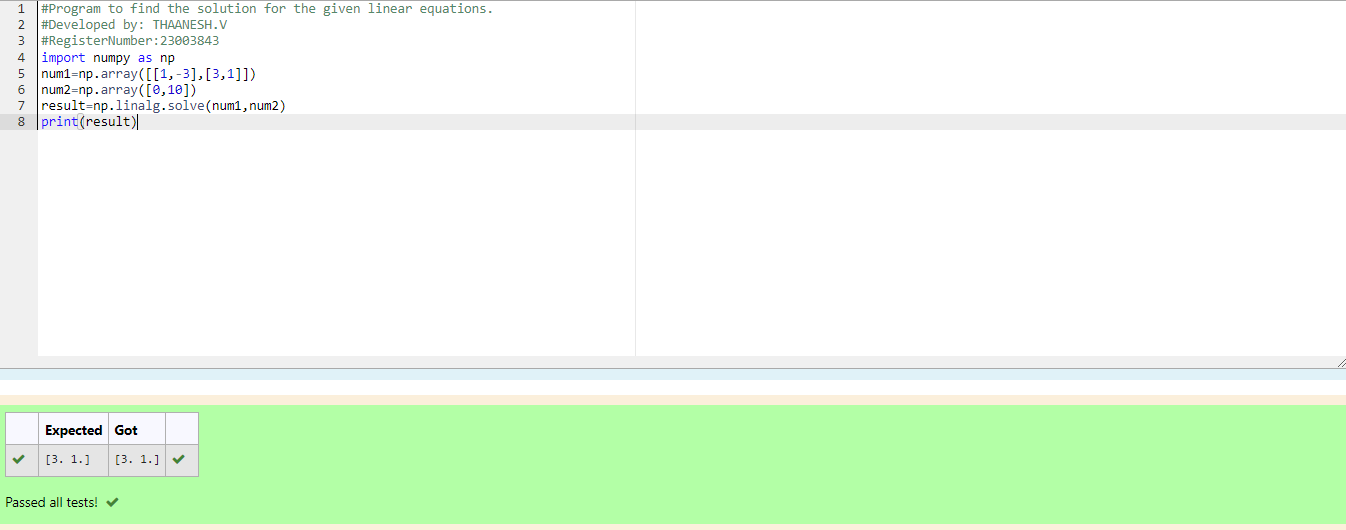 1 #Program to find the solution for the given linear equations.
2 #Developed by: THAANESH.V
3 #RegisterNumber:23003843
4 import numpy as np
5 num1=np.array([[1,-3],[3,1]])
6 num2=np.array([0,10])
7 result=np.linalg.solve(num1,num2)
8 print(result)
Expected Got
[3. 1.] [3. 1.]
Passed all tests!